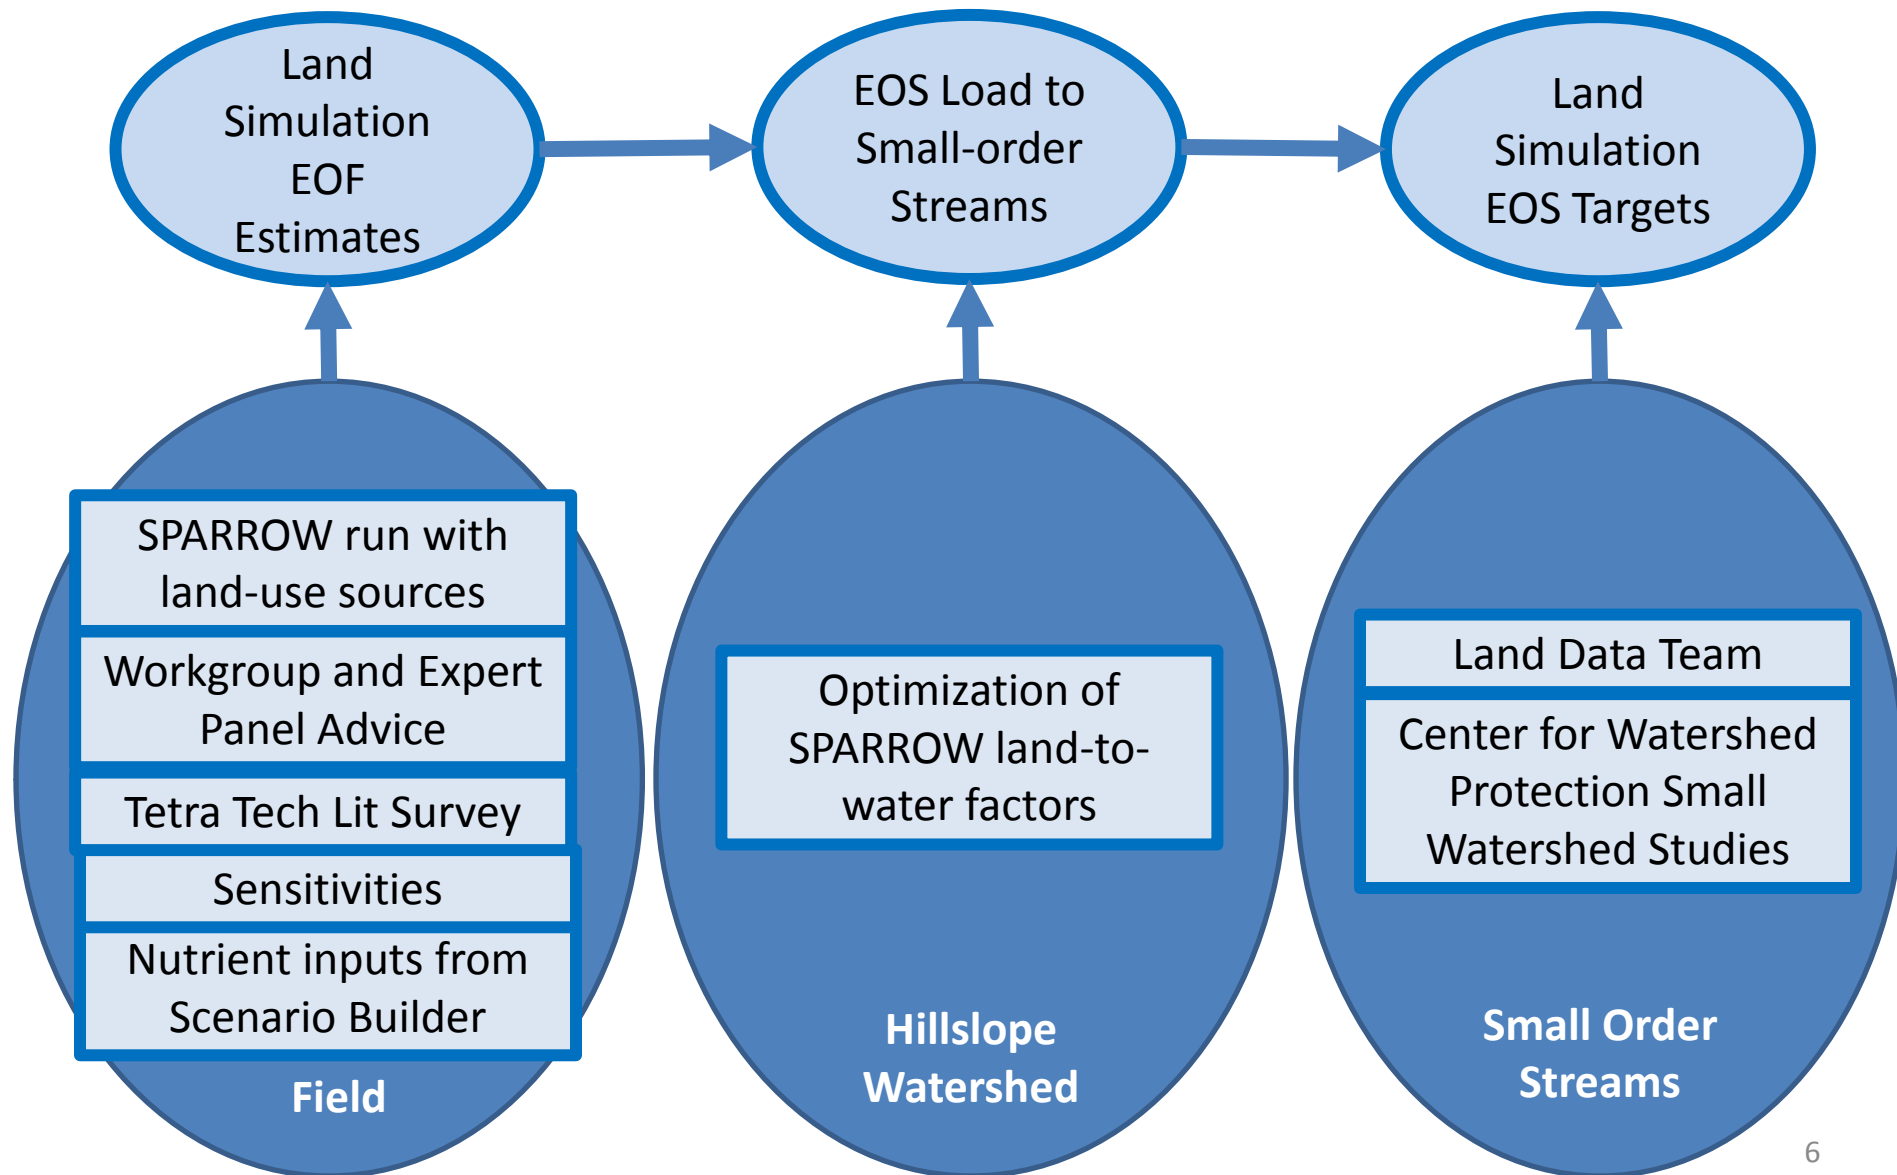 Land
Simulation
EOF
Estimates
EOS Load to
Small-order
Streams
Land
Simulation
EOS Targets
SPARROW run with
land-use sources
Workgroup and Expert
Panel Advice
Tetra Tech Lit Survey
Sensitivities
Nutrient inputs from
Scenario Builder
Field
Optimization of
SPARROW land-to-
water factors
Hillslope
Watershed
Land Data Team
Center for Watershed
Protection Small
Watershed Studies
Small Order
Streams
6